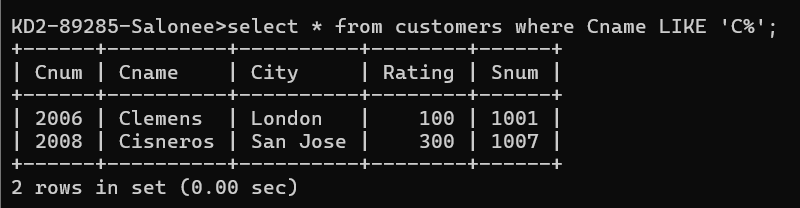 KD2-89285-Salonee>select * from customers where Cname LIKE 'C%';
+------+----------+----------+--------+------+
| Cnum | Cname    | City     | Rating | Snum |
+------+----------+----------+--------+------+
| 2006 | Clemens  | London   |    100 | 1001 |
| 2008 | Cisneros | San Jose |    300 | 1007 |
+------+----------+----------+--------+------+
2 rows in set (0.00 sec)